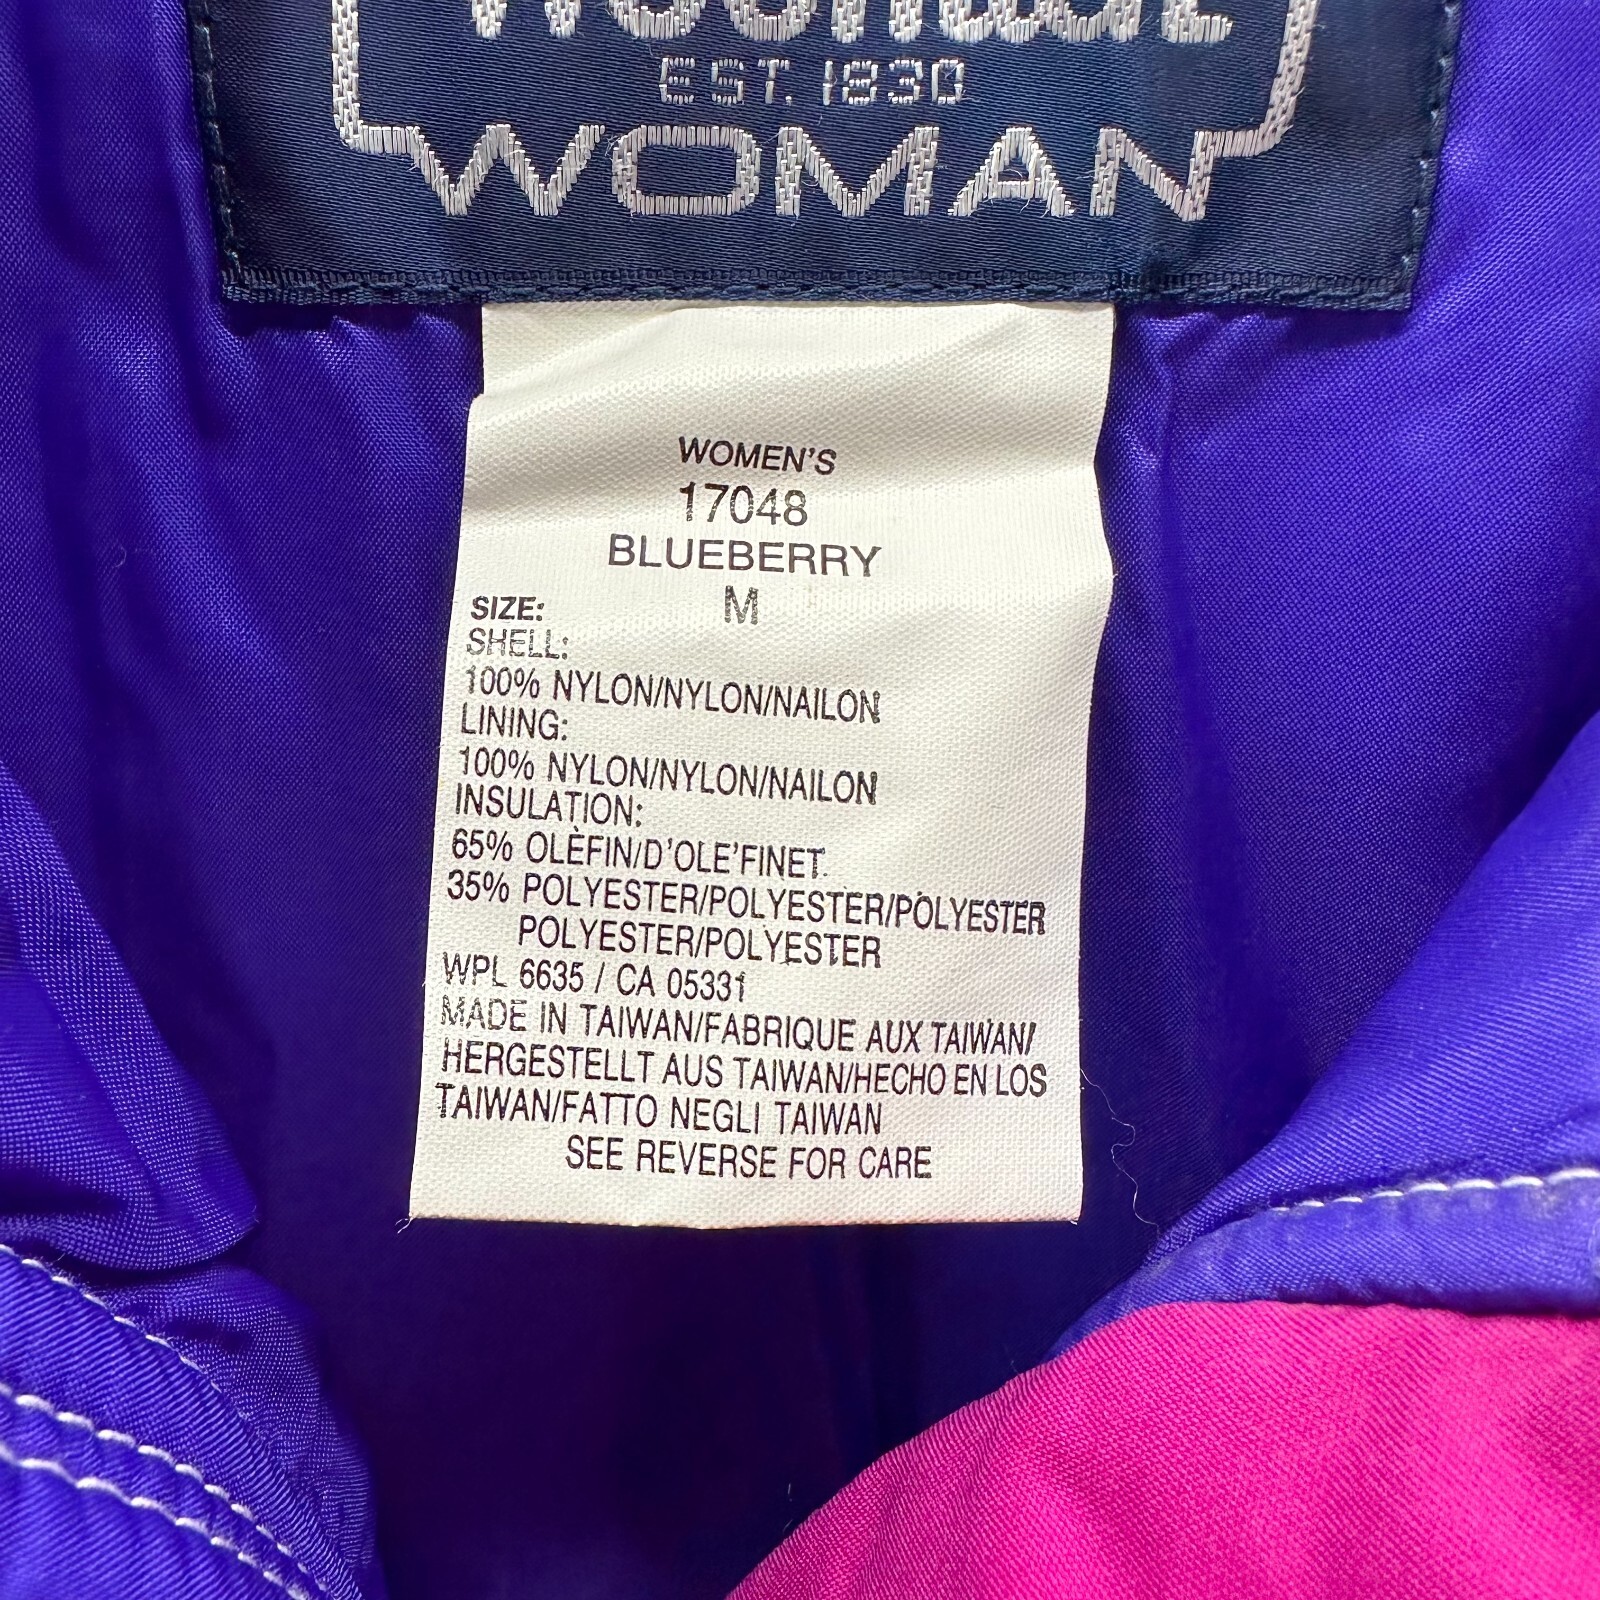 EST. 1830
WOMAN
WOMEN'S
17048
BLUEBERRY
SIZE: M
SHELL:
100% NYLON/NYLON/NAILON
LINING:
100% NYLON/NYLON/NAILON
INSULATION:
65% OLEFIN/D'OLE'FINET.
35% POLYESTER/POLYESTER/POLYESTER
POLYESTER/POLYESTER
WPL 6635 / CA 05331
MADE IN TAIWAN/FABRIQUE AUX TAIWAN/
HERGESTELLT AUS TAIWAN/HECHO EN LOS
TAIWAN/FATTO NEGLI TAIWAN
SEE REVERSE FOR CARE